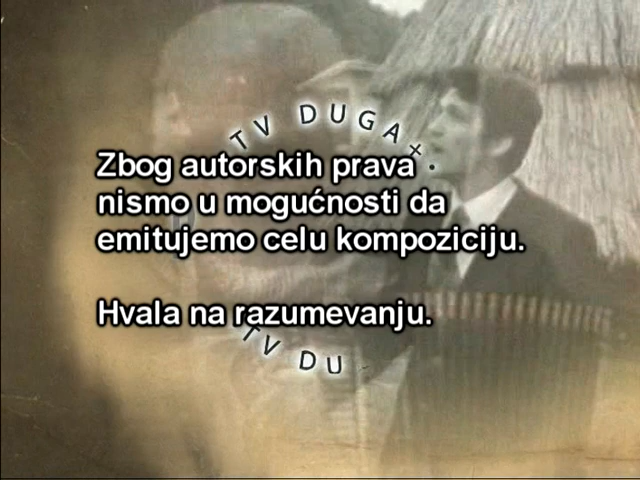 TV DUGA+
Zbog autorskih prava
nismo u mogućnosti da
emitujemo celu kompoziciju.
Hvala na razumevanju.
TV DU